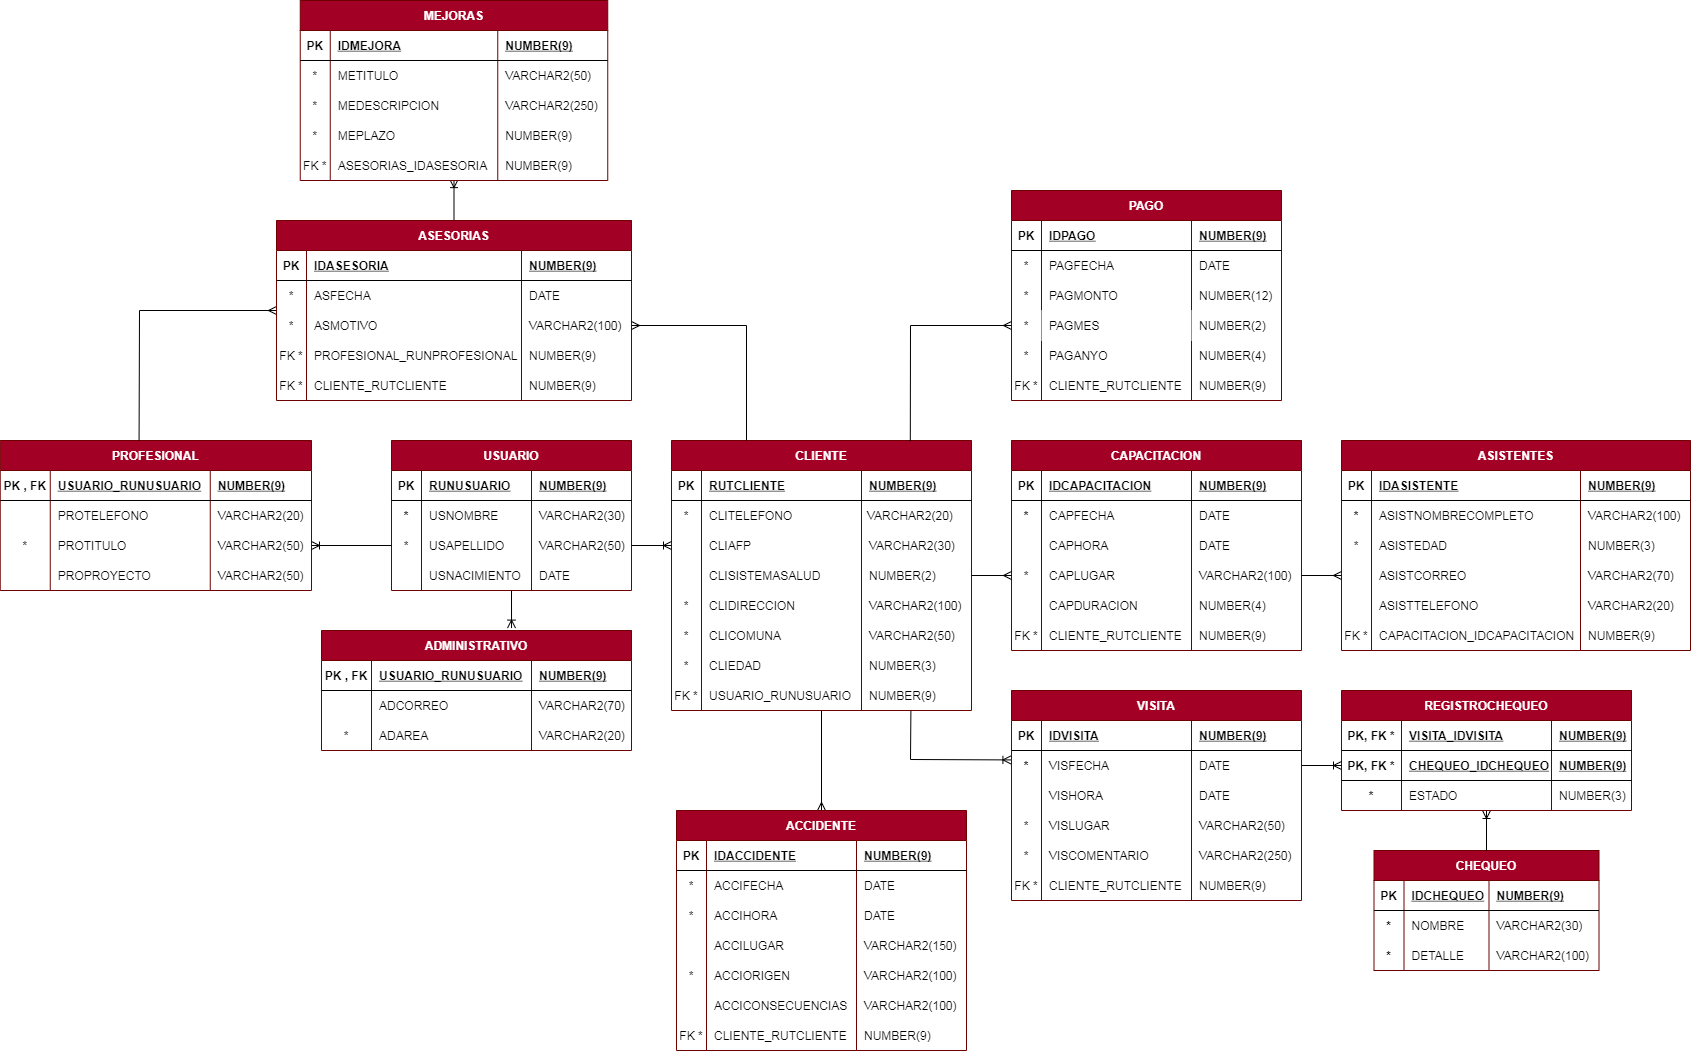 MEJORAS
PK IDMEJORA NUMBER(9)
* METITULO VARCHAR2(50)
* MEDESCRIPCION VARCHAR2(250)
* MEPLAZO NUMBER(9)
FK * ASESORIAS_IDASESORIA NUMBER(9)
ASESORIAS
PK IDASESORIA NUMBER(9)
* ASFECHA DATE
* ASMOTIVO VARCHAR2(100)
FK * PROFESIONAL_RUNPROFESIONAL NUMBER(9)
FK * CLIENTE_RUTCLIENTE NUMBER(9)
PAGO
PK IDPAGO NUMBER(9)
* PAGFECHA DATE
* PAGMONTO NUMBER(12)
* PAGMES NUMBER(2)
* PAGANYO NUMBER(4)
FK * CLIENTE_RUTCLIENTE NUMBER(9)
PROFESIONAL
PK , FK USUARIO_RUNUSUARIO NUMBER(9)
PROTELEFONO VARCHAR2(20)
* PROTITULO VARCHAR2(50)
PROPROYECTO VARCHAR2(50)
USUARIO
PK RUNUSUARIO NUMBER(9)
* USNOMBRE VARCHAR2(30)
* USAPELLIDO VARCHAR2(50)
USNACIMIENTO DATE
CLIENTE
PK RUTCLIENTE NUMBER(9)
* CLITELEFONO VARCHAR2(20)
CLIAFP VARCHAR2(30)
CLISISTEMASALUD NUMBER(2)
* CLIDIRECCION VARCHAR2(100)
* CLICOMUNA VARCHAR2(50)
* CLIEDAD NUMBER(3)
FK * USUARIO_RUNUSUARIO NUMBER(9)
CAPACITACION
PK IDCAPACITACION NUMBER(9)
* CAPFECHA DATE
CAPHORA DATE
* CAPLUGAR VARCHAR2(100)
CAPDURACION NUMBER(4)
FK * CLIENTE_RUTCLIENTE NUMBER(9)
ASISTENTES
PK IDASISTENTE NUMBER(9)
* ASISTNOMBRECOMPLETO VARCHAR2(100)
* ASISTEDAD NUMBER(3)
ASISTCORREO VARCHAR2(70)
ASISTTELEFONO VARCHAR2(20)
FK * CAPACITACION_IDCAPACITACION NUMBER(9)
ADMINISTRATIVO
PK , FK USUARIO_RUNUSUARIO NUMBER(9)
ADCORREO VARCHAR2(70)
* ADAREA VARCHAR2(20)
VISITA
PK IDVISITA NUMBER(9)
* VISFECHA DATE
VISHORA DATE
* VISLUGAR VARCHAR2(50)
* VISCOMENTARIO VARCHAR2(250)
FK * CLIENTE_RUTCLIENTE NUMBER(9)
REGISTROCHEQUEO
PK, FK * VISITA_IDVISITA NUMBER(9)
PK, FK * CHEQUEO_IDCHEQUEO NUMBER(9)
* ESTADO NUMBER(3)
ACCIDENTE
PK IDACCIDENTE NUMBER(9)
* ACCIFECHA DATE
* ACCIHORA DATE
ACCILUGAR VARCHAR2(150)
* ACCIORIGEN VARCHAR2(100)
ACCICONSECUENCIAS VARCHAR2(100)
FK * CLIENTE_RUTCLIENTE NUMBER(9)
CHEQUEO
PK IDCHEQUEO NUMBER(9)
* NOMBRE VARCHAR2(30)
* DETALLE VARCHAR2(100)